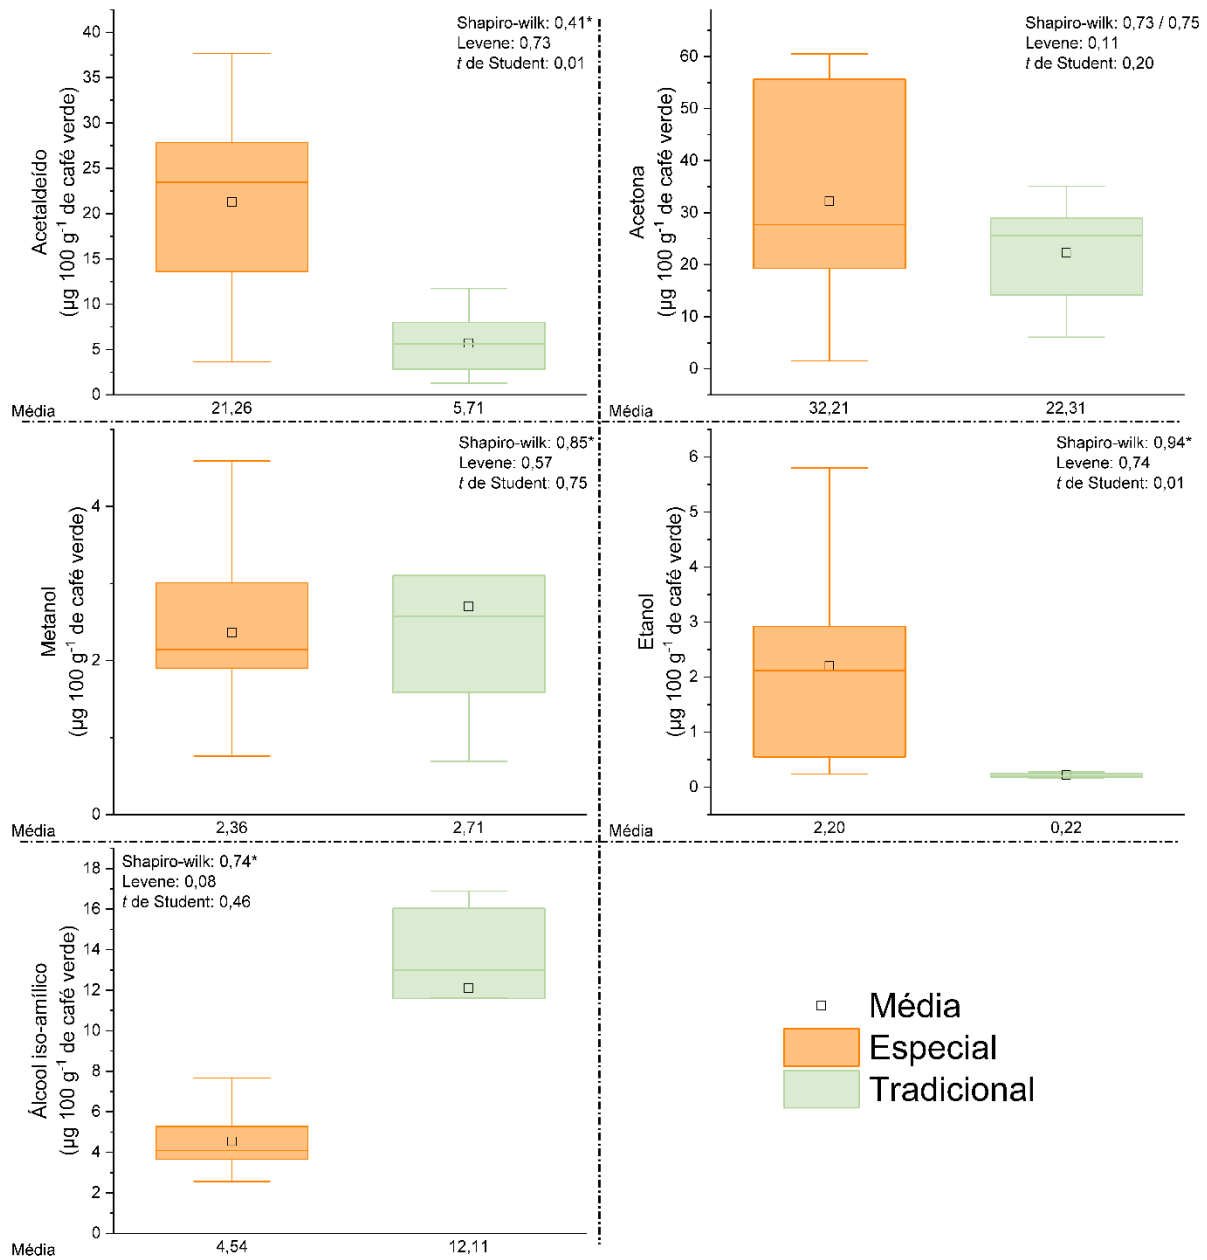 Shapiro-wilk: 0,41*
Levene: 0,73
t de Student: 0,01
Acetaldeído
(µg 100 g⁻¹ de café verde)
40
35
30
25
20
15
10
5
0
Média
21,26
5,71
Shapiro-wilk: 0,73 / 0,75
Levene: 0,11
t de Student: 0,20
Acetona
(µg 100 g⁻¹ de café verde)
60
50
40
30
20
10
0
Média
32,21
22,31
Shapiro-wilk: 0,85*
Levene: 0,57
t de Student: 0,75
Metanol
(µg 100 g⁻¹ de café verde)
4
2
0
Média
2,36
2,71
Shapiro-wilk: 0,94*
Levene: 0,74
t de Student: 0,01
Etanol
(µg 100 g⁻¹ de café verde)
6
5
4
3
2
1
0
Média
2,20
0,22
Shapiro-wilk: 0,74*
Levene: 0,08
t de Student: 0,46
Álcool iso-amílico
(µg 100 g⁻¹ de café verde)
18
16
14
12
10
8
6
4
2
0
Média
4,54
12,11
Média
Especial
Tradicional